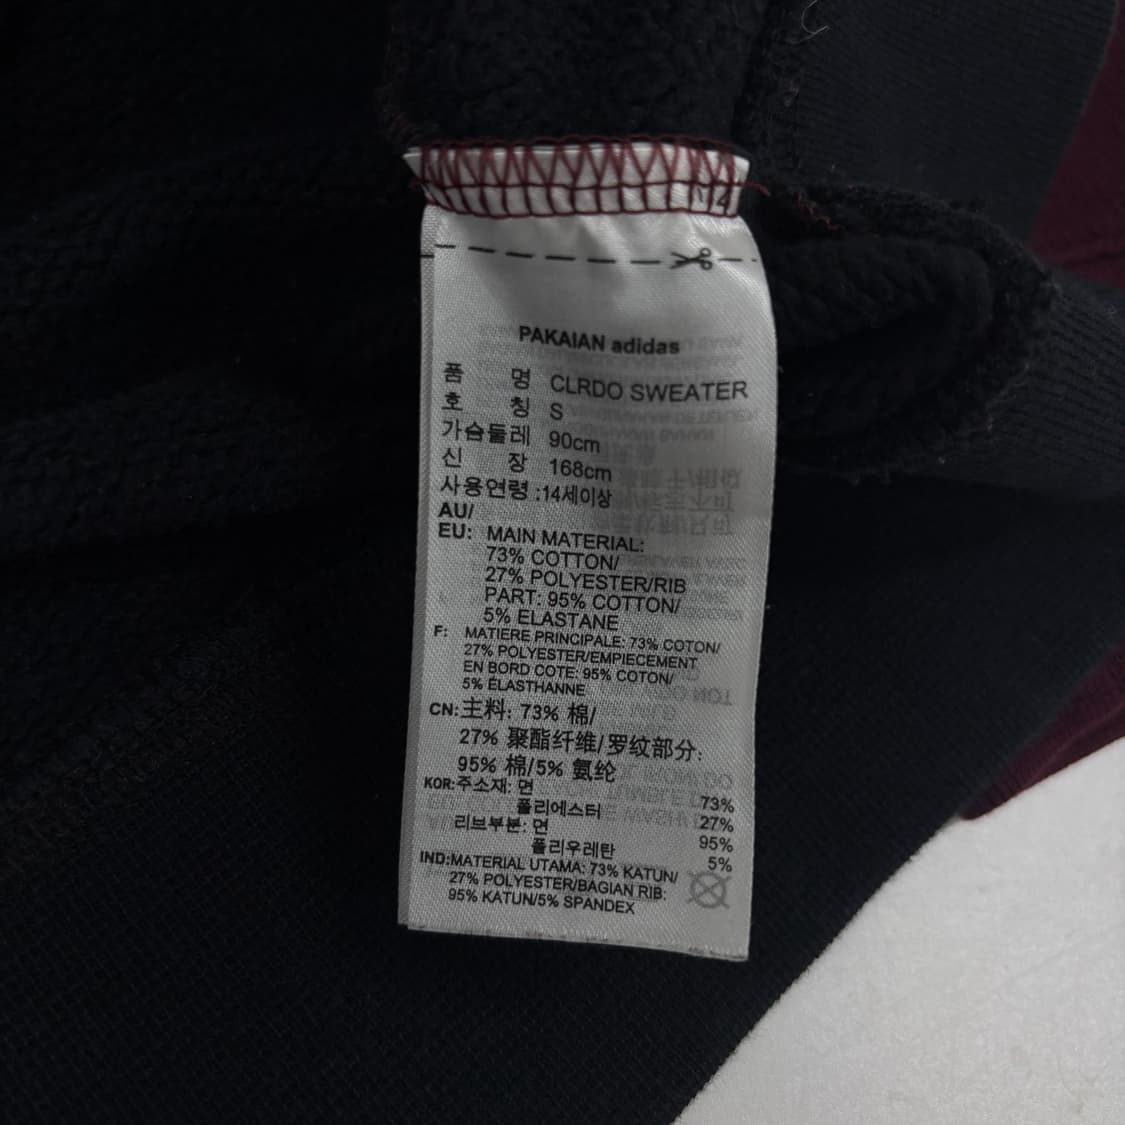 PAKAIAN adidas
품 명 CLRDO SWEATER
호 칭 S
가슴둘레 90cm
신 장 168cm
사용연령 :14세이상
AU/
EU: MAIN MATERIAL:
73% COTTON/
27% POLYESTER/RIB
PART: 95% COTTON/
5% ELASTANE
F: MATIERE PRINCIPALE: 73% COTON/
27% POLYESTER/EMPIECEMENT
EN BORD COTE: 95% COTON/
5% ÉLASTHANNE
CN:主料: 73% 棉/
27% 聚酯纤维/罗纹部分:
95% 棉/5% 氨纶
KOR:주소재: 면 73%
폴리에스터 27%
리브부분: 면 95%
폴리우레탄 5%
IND:MATERIAL UTAMA: 73% KATUN/
27% POLYESTER/BAGIAN RIB:
95% KATUN/5% SPANDEX